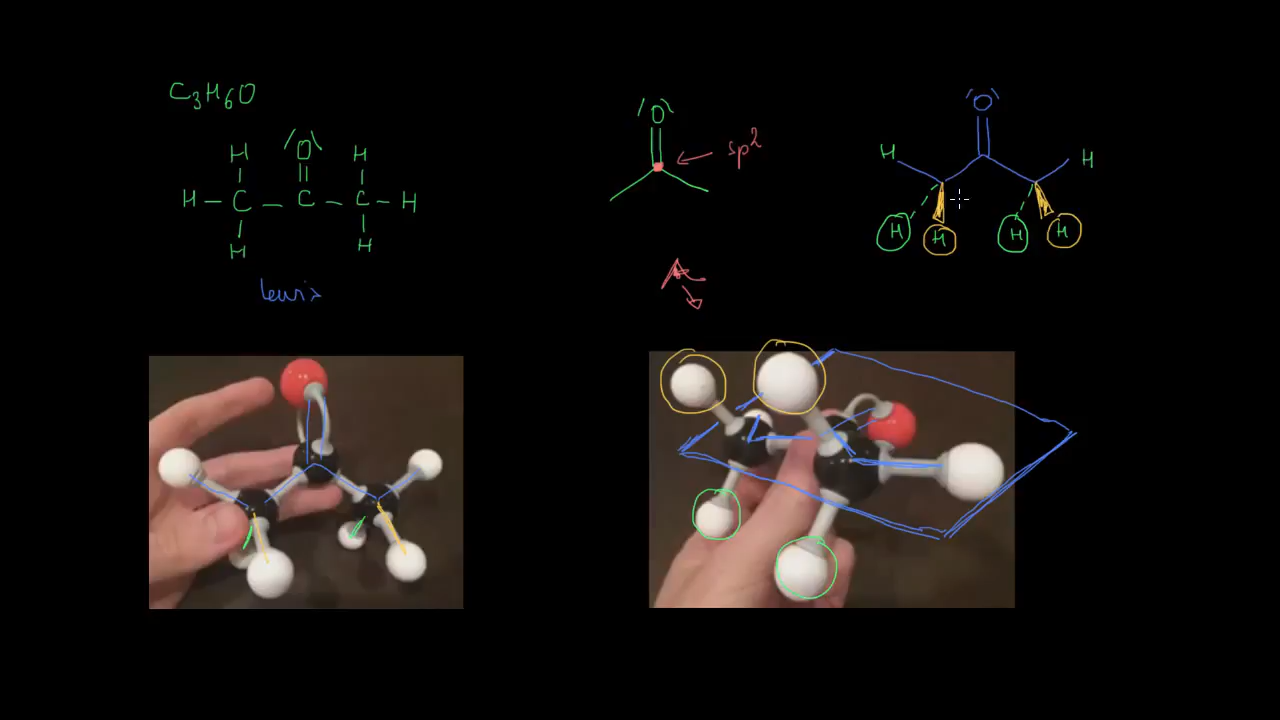 C3H6O
H O H
H - C - C - C - H
H H
Lewis
O
sp2
O
H H
H H H H